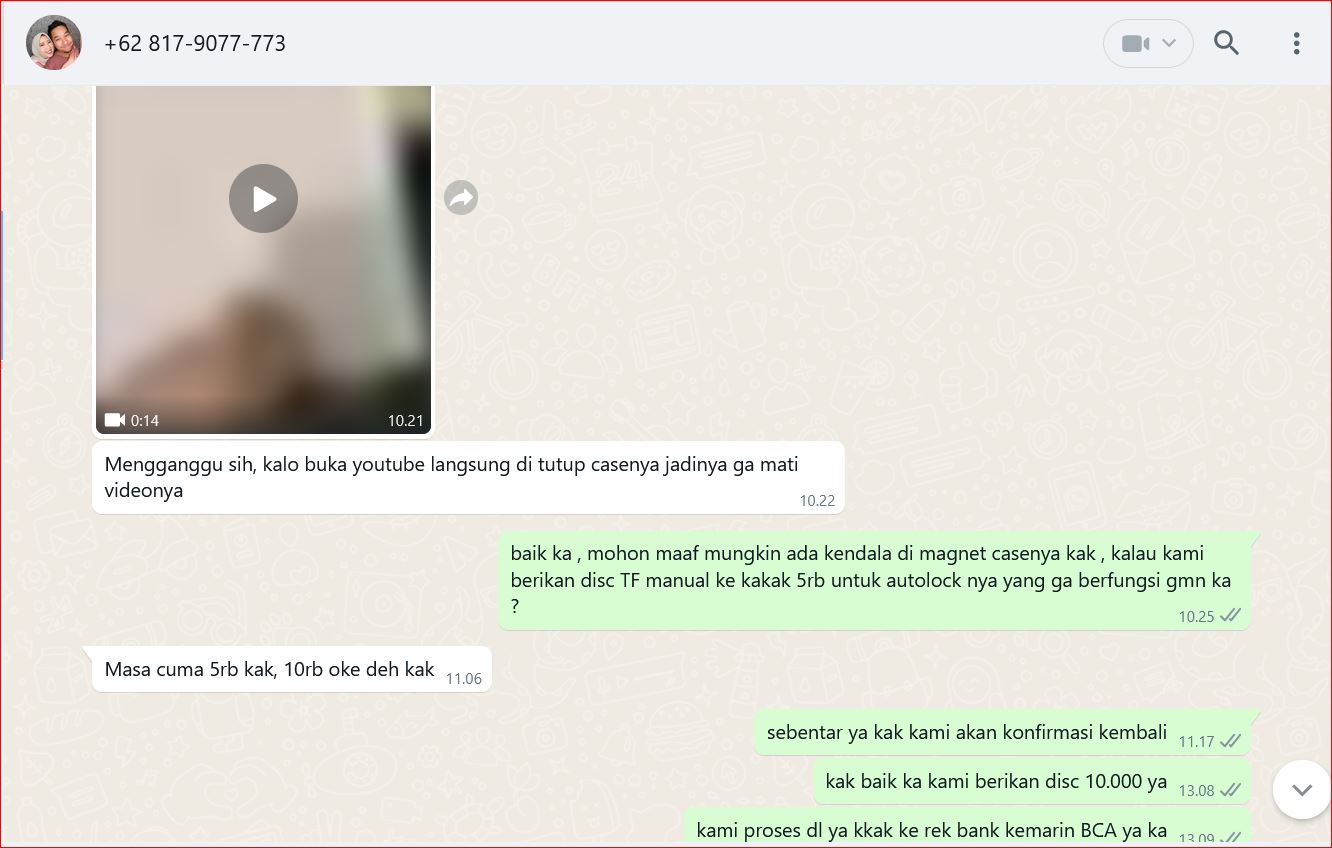 +62 817-9077-773
0:14
10.21
Mengganggu sih, kalo buka youtube langsung di tutup casenya jadinya ga mati
videonya
10.22
baik ka , mohon maaf mungkin ada kendala di magnet casenya kak , kalau kami
berikan disc TF manual ke kakak 5rb untuk autolock nya yang ga berfungsi gmn ka
?
10.25
Masa cuma 5rb kak, 10rb oke deh kak 11.06
sebentar ya kak kami akan konfirmasi kembali 11.17
kak baik ka kami berikan disc 10.000 ya 13.08
kami proses dl ya kkak ke rek bank kemarin BCA ya ka 13.09